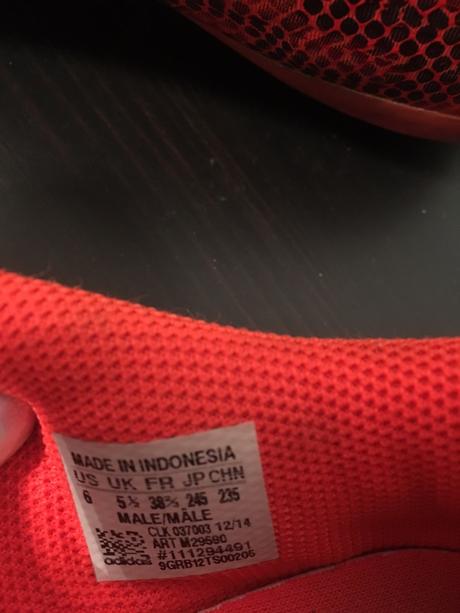 MADE IN INDONESIA
US UK FR JP CHN
6 5½ 38⅔ 245 235
MALE/MÂLE
CLK 037003 12/14
ART M29690
#111294491
adidas 9GRB12TS00206